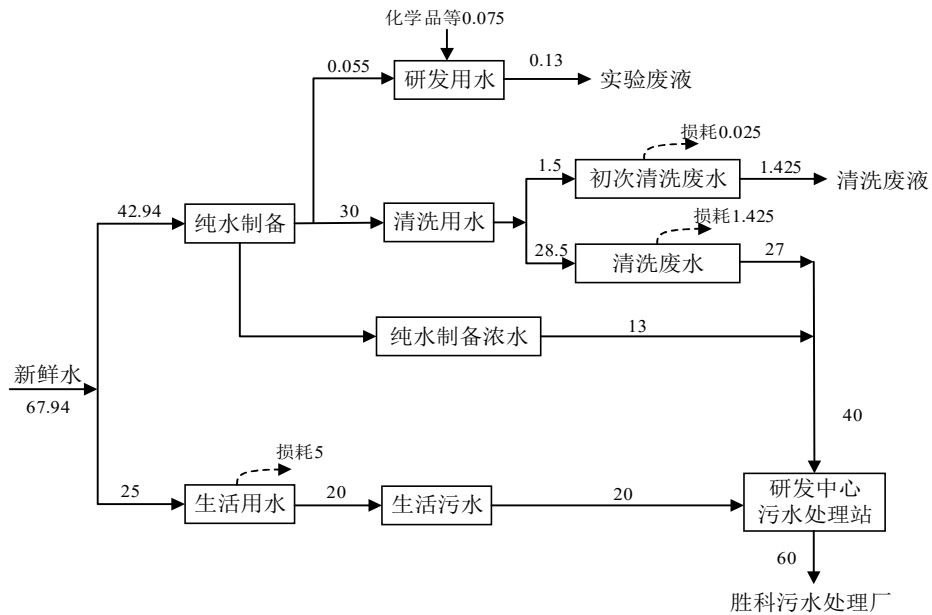 化学品等0.075
0.055
研发用水
0.13
实验废液
损耗0.025
1.5
初次清洗废水
1.425
清洗废液
42.94
纯水制备
30
清洗用水
损耗1.425
28.5
清洗废水
27
纯水制备浓水
13
新鲜水
67.94
40
损耗5
25
生活用水
20
生活污水
20
研发中心
污水处理站
60
胜科污水处理厂